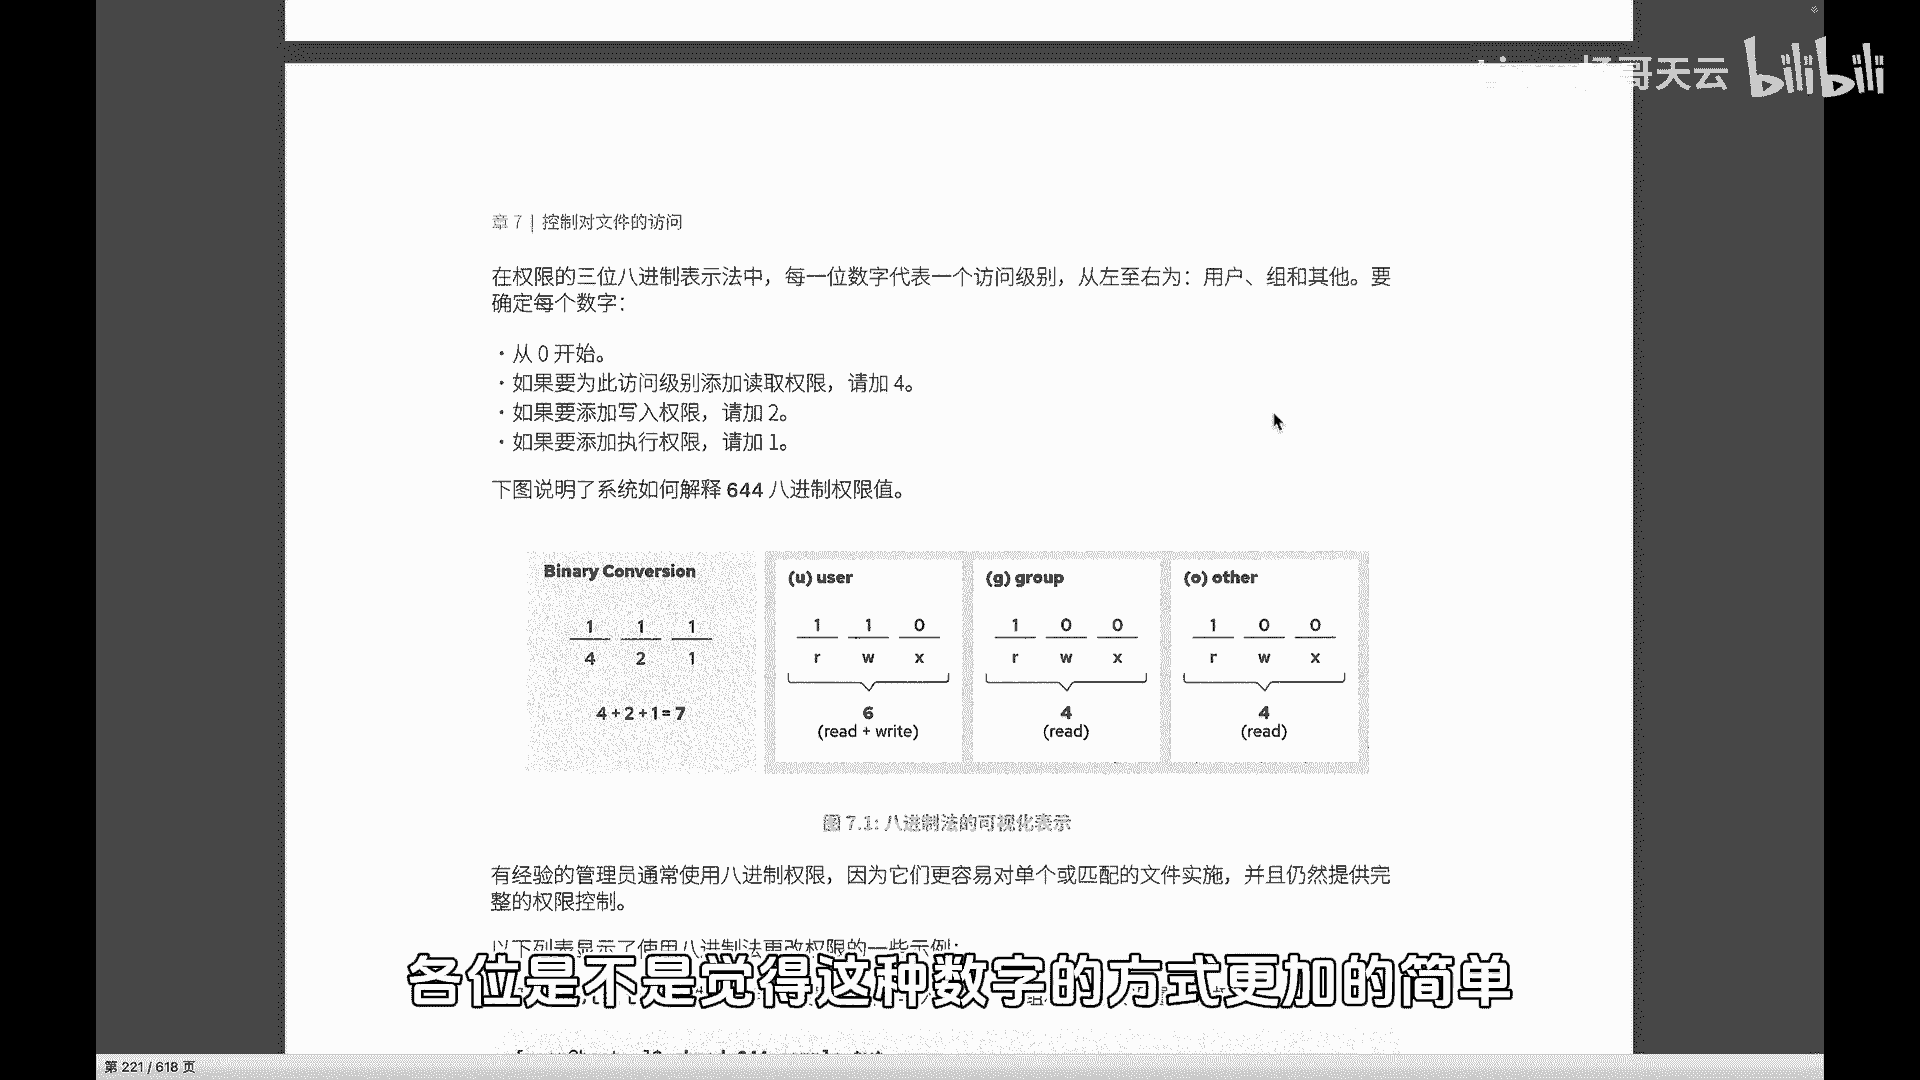 哥天云 bilibili
章 7 | 控制对文件的访问
在权限的三位八进制表示法中，每一位数字代表一个访问级别，从左至右为：用户、组和其他。要
确定每个数字：
・从 0 开始。
・如果要为此访问级别添加读取权限，请加 4。
・如果要添加写入权限，请加 2。
・如果要添加执行权限，请加 1。
下图说明了系统如何解释 644 八进制权限值。
Binary Conversion
1 1 1
4 2 1
4 + 2 + 1 = 7
(u) user
1 1 0
r w x
6
(read + write)
(g) group
1 0 0
r w x
4
(read)
(o) other
1 0 0
r w x
4
(read)
图 7.1: 八进制法的可视化表示
有经验的管理员通常使用八进制权限，因为它们更容易对单个或匹配的文件实施，并且仍然提供完
整的权限控制。
以下列表显示了使用八进制法更改权限的一些示例：
各位是不是觉得这种数字的方式更加的简单
第 221 / 618 页